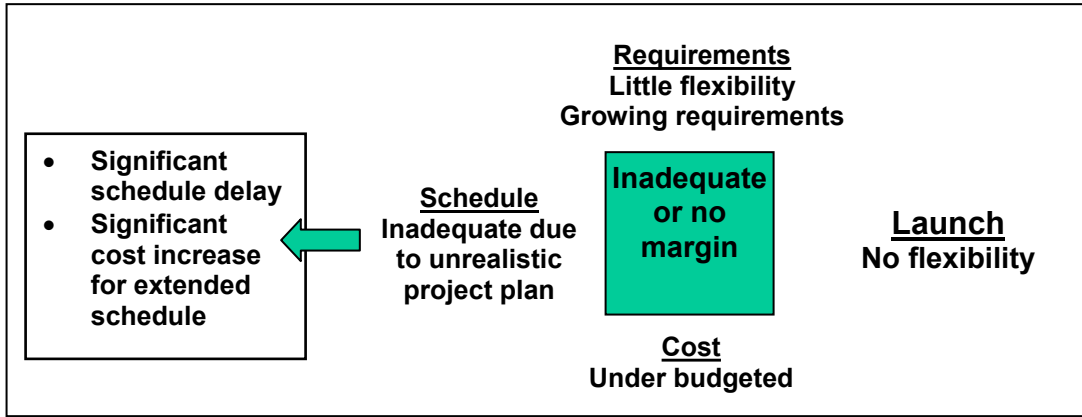 Requirements
Little flexibility
Growing requirements
• Significant
schedule delay
• Significant
cost increase
for extended
schedule
Schedule
Inadequate due
to unrealistic
project plan
Inadequate
or no
margin
Launch
No flexibility
Cost
Under budgeted